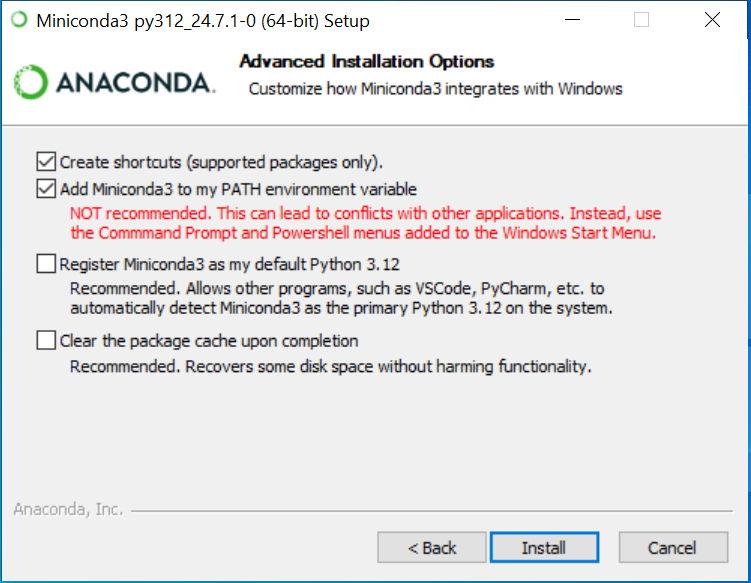 Miniconda3 py312_24.7.1-0 (64-bit) Setup
ANACONDA.
Advanced Installation Options
Customize how Miniconda3 integrates with Windows
Create shortcuts (supported packages only).
Add Miniconda3 to my PATH environment variable
NOT recommended. This can lead to conflicts with other applications. Instead, use
the Commmand Prompt and Powershell menus added to the Windows Start Menu.
Register Miniconda3 as my default Python 3.12
Recommended. Allows other programs, such as VSCode, PyCharm, etc. to
automatically detect Miniconda3 as the primary Python 3.12 on the system.
Clear the package cache upon completion
Recommended. Recovers some disk space without harming functionality.
Anaconda, Inc.
< Back
Install
Cancel